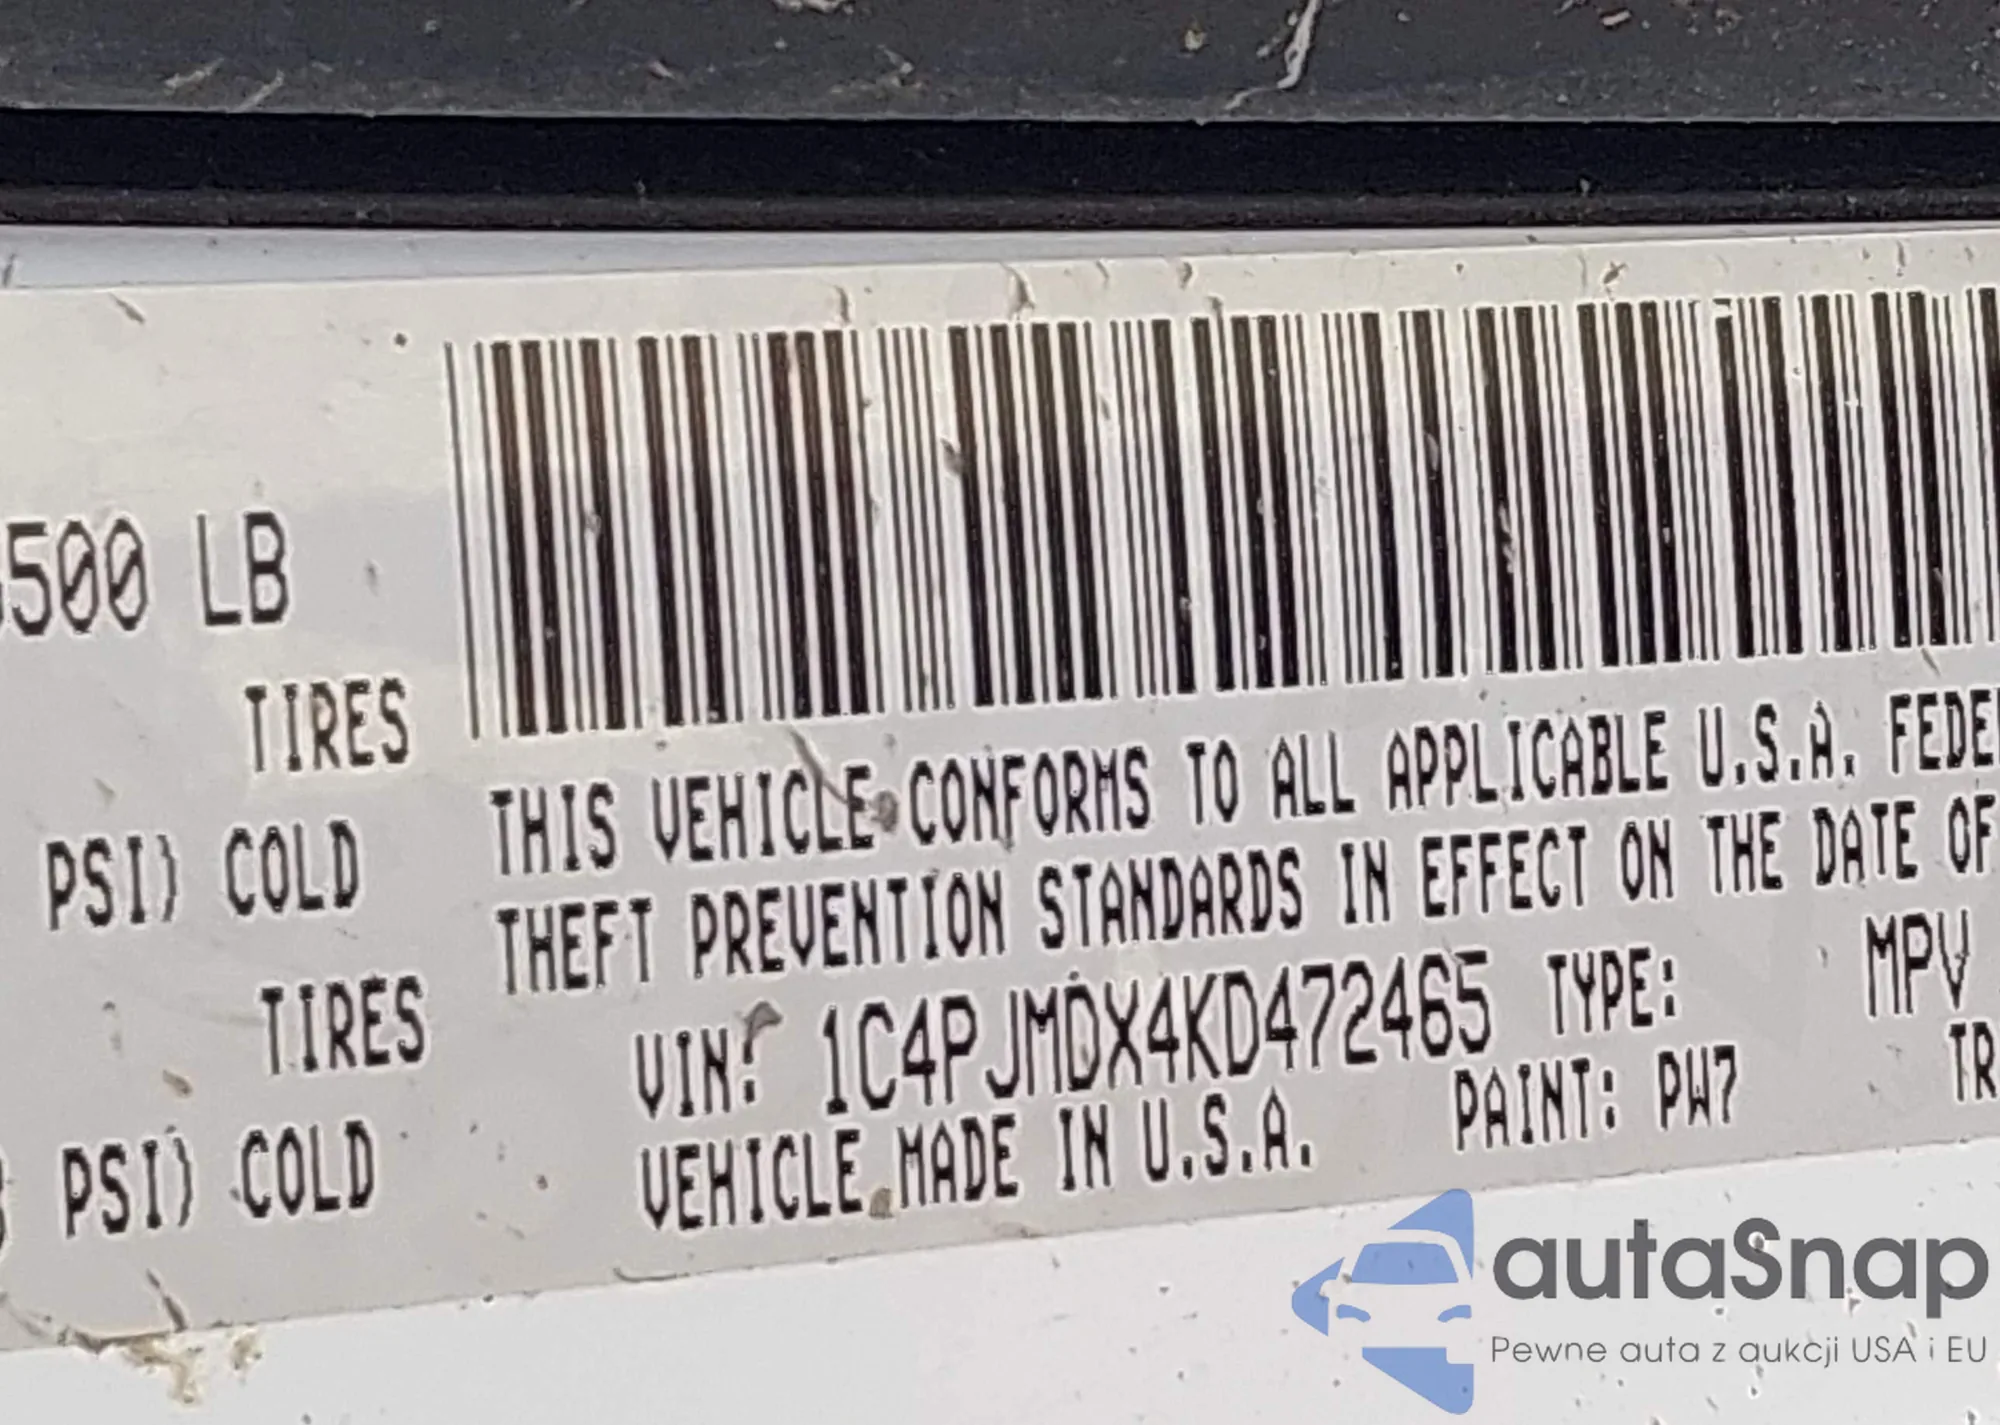 500 LB
TIRES
PSI) COLD
TIRES
PSI) COLD
THIS VEHICLE CONFORMS TO ALL APPLICABLE U.S.A.
THEFT PREVENTION STANDARDS IN EFFECT ON THE DATE OF
VIN: 1C4PJMDX4KD472465 TYPE: MPV
VEHICLE MADE IN U.S.A. PAINT: PW7
autaSnap
Pewne auta z aukcji USA i EU